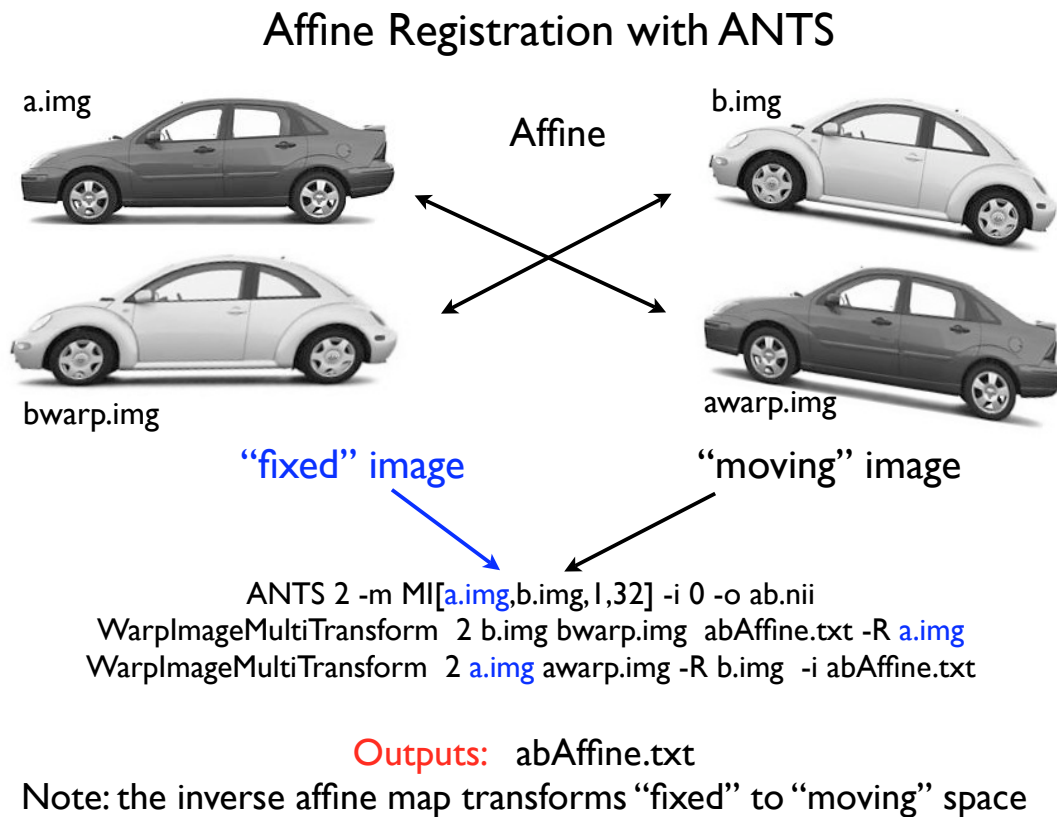 Affine Registration with ANTS
a.img
Affine
b.img
bwarp.img
awarp.img
“fixed” image
“moving” image
ANTS 2 -m MI[a.img,b.img,1,32] -i 0 -o ab.nii
WarpImageMultiTransform 2 b.img bwarp.img abAffine.txt -R a.img
WarpImageMultiTransform 2 a.img awarp.img -R b.img -i abAffine.txt
Outputs: abAffine.txt
Note: the inverse affine map transforms “fixed” to “moving” space